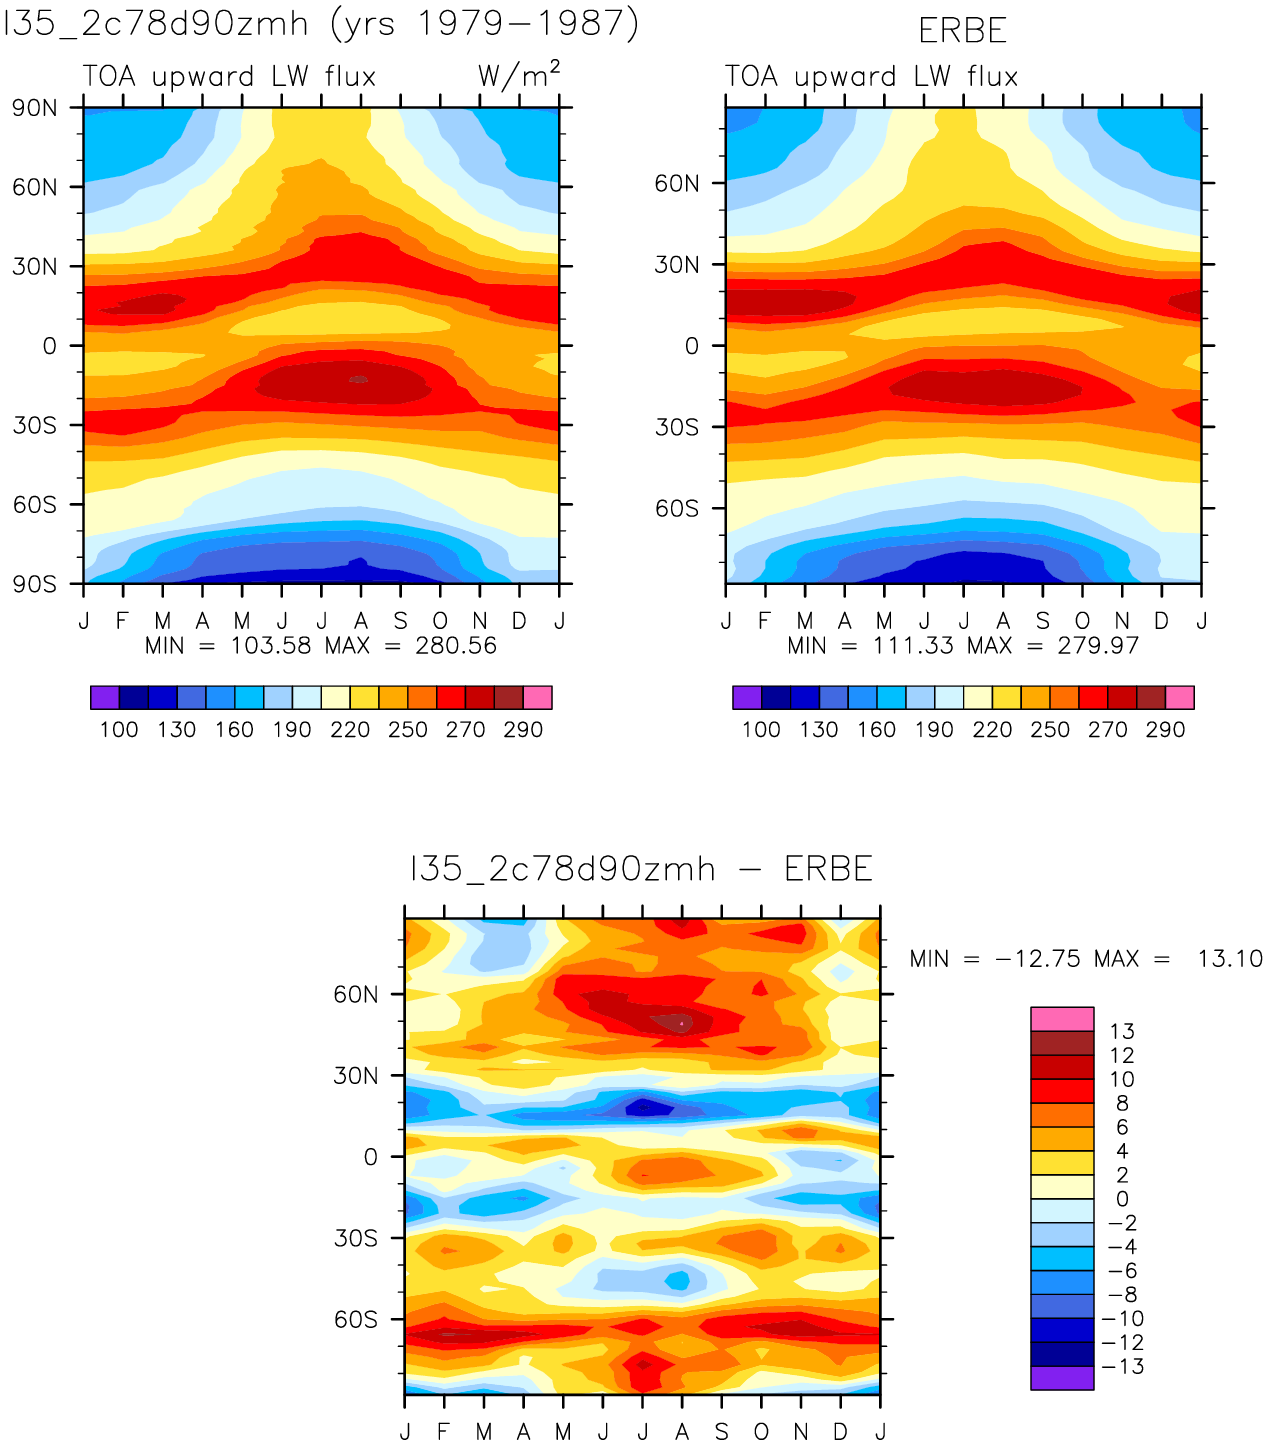 I35_2c78d90zmh (yrs 1979-1987)
ERBE
TOA upward LW flux W/m²
TOA upward LW flux
90N
60N
30N
0
30S
60S
90S
J F M A M J J A S O N D J
MIN = 103.58 MAX = 280.56
100 130 160 190 220 250 270 290
60N
30N
0
30S
60S
J F M A M J J A S O N D J
MIN = 111.33 MAX = 279.97
100 130 160 190 220 250 270 290
I35_2c78d90zmh - ERBE
MIN = -12.75 MAX = 13.10
60N
30N
0
30S
60S
J F M A M J J A S O N D J
13
12
10
8
6
4
2
0
-2
-4
-6
-8
-10
-12
-13